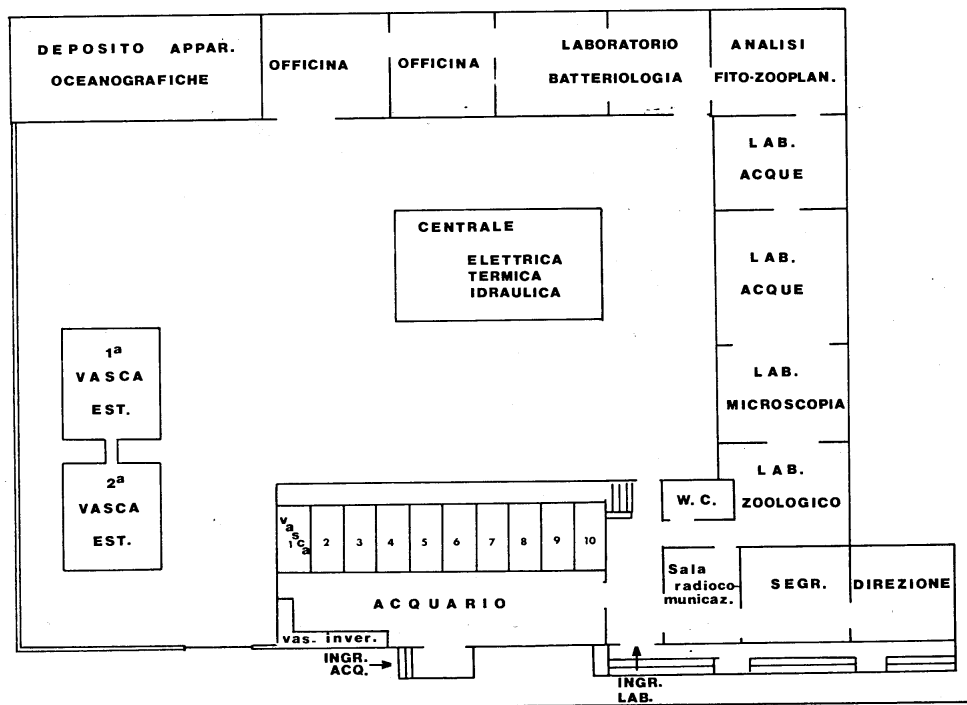 DEPOSITO APPAR.
OCEANOGRAFICHE
OFFICINA
OFFICINA
LABORATORIO
BATTERIOLOGIA
ANALISI
FITO-ZOOPLAN.
LAB.
ACQUE
CENTRALE
ELETTRICA
TERMICA
IDRAULICA
LAB.
ACQUE
1a
VASCA
EST.
LAB.
MICROSCOPIA
2a
VASCA
EST.
LAB.
ZOOLOGICO
W.C.
vasca
1 2 3 4 5 6 7 8 9 10
ACQUARIO
vas. inver.
Sala
radioco-
municaz.
SEGR.
DIREZIONE
INGR.
ACQ.
INGR.
LAB.